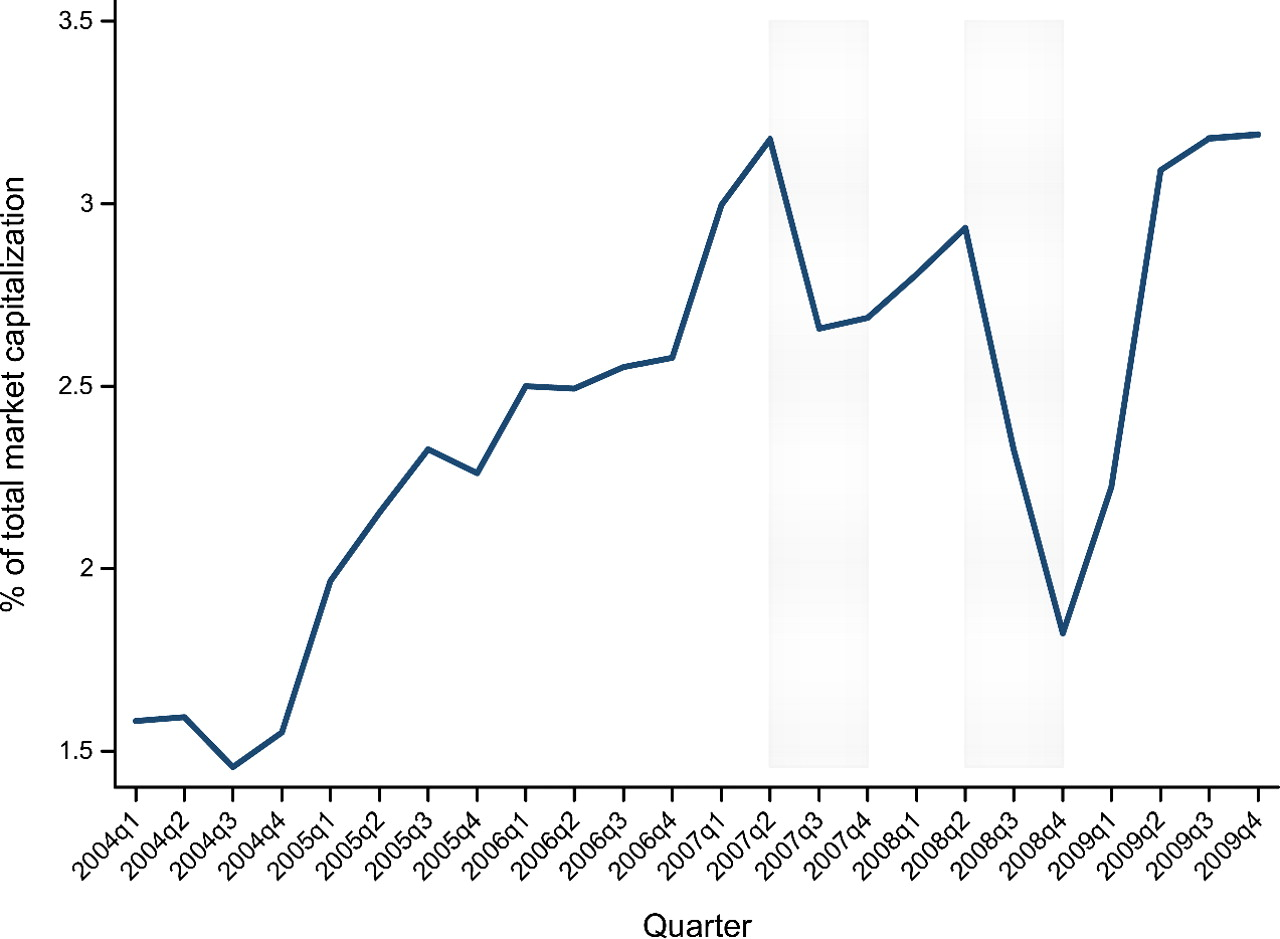 % of total market capitalization
3.5
3
2.5
2
1.5
2004q1
2004q2
2004q3
2004q4
2005q1
2005q2
2005q3
2005q4
2006q1
2006q2
2006q3
2006q4
2007q1
2007q2
2007q3
2007q4
2008q1
2008q2
2008q3
2008q4
2009q1
2009q2
2009q3
2009q4
Quarter